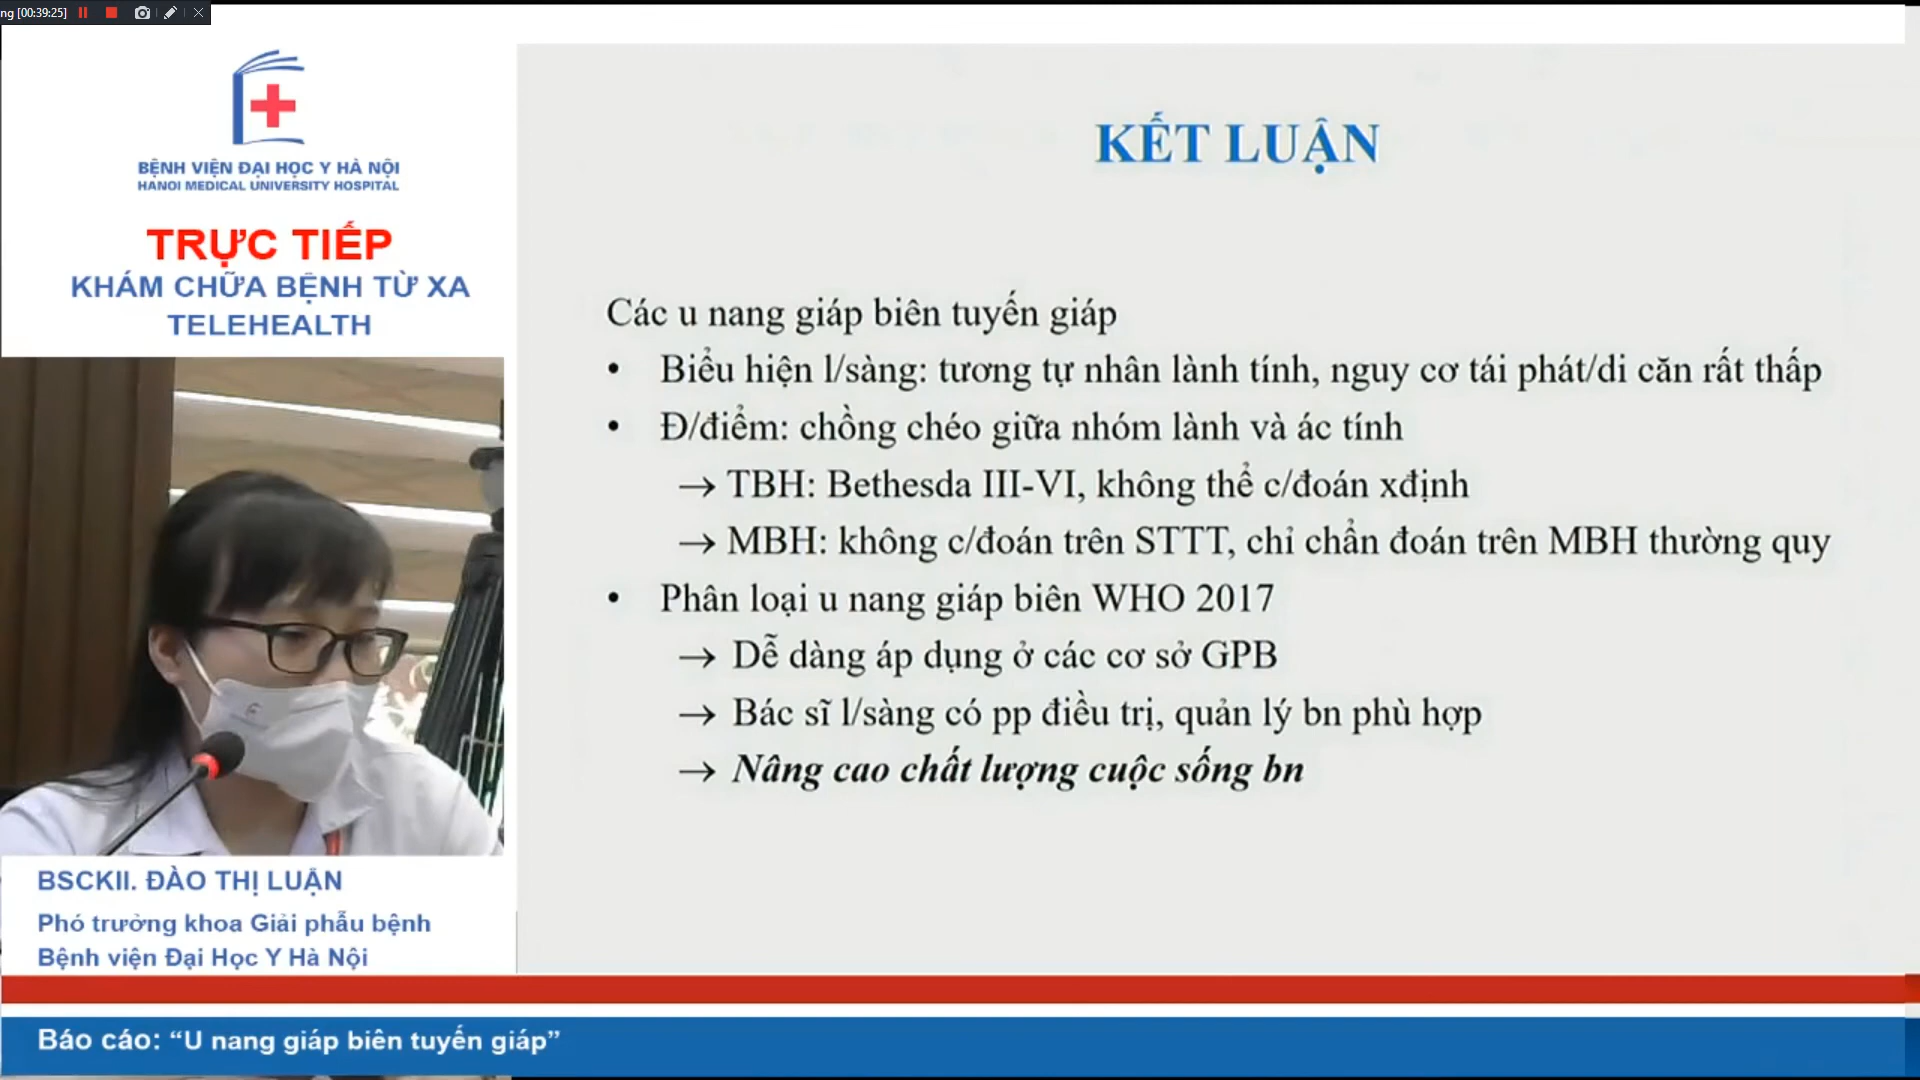 ng [00:39:25]
BỆNH VIỆN ĐẠI HỌC Y HÀ NỘI
HANOI MEDICAL UNIVERSITY HOSPITAL
TRỰC TIẾP
KHÁM CHỮA BỆNH TỪ XA
TELEHEALTH
BSCKII. ĐÀO THỊ LUẬN
Phó trưởng khoa Giải phẫu bệnh
Bệnh viện Đại Học Y Hà Nội
KẾT LUẬN
Các u nang giáp biên tuyến giáp
• Biểu hiện l/sàng: tương tự nhân lành tính, nguy cơ tái phát/di căn rất thấp
• Đ/điểm: chồng chéo giữa nhóm lành và ác tính
→ TBH: Bethesda III-VI, không thể c/đoán xđịnh
→ MBH: không c/đoán trên STTT, chỉ chẩn đoán trên MBH thường quy
• Phân loại u nang giáp biên WHO 2017
→ Dễ dàng áp dụng ở các cơ sở GPB
→ Bác sĩ l/sàng có pp điều trị, quản lý bn phù hợp
→ Nâng cao chất lượng cuộc sống bn
Báo cáo: “U nang giáp biên tuyến giáp”